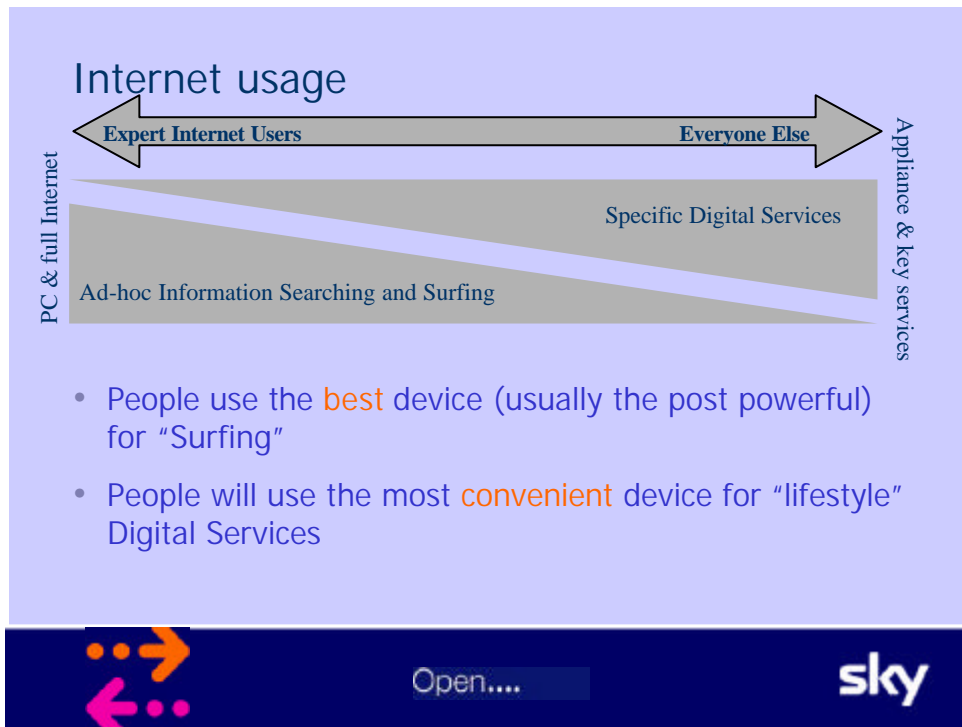 Internet usage
Expert Internet Users
Everyone Else
PC & full Internet
Appliance & key services
Specific Digital Services
Ad-hoc Information Searching and Surfing
• People use the best device (usually the post powerful)
for “Surfing”
• People will use the most convenient device for “lifestyle”
Digital Services
Open....
sky